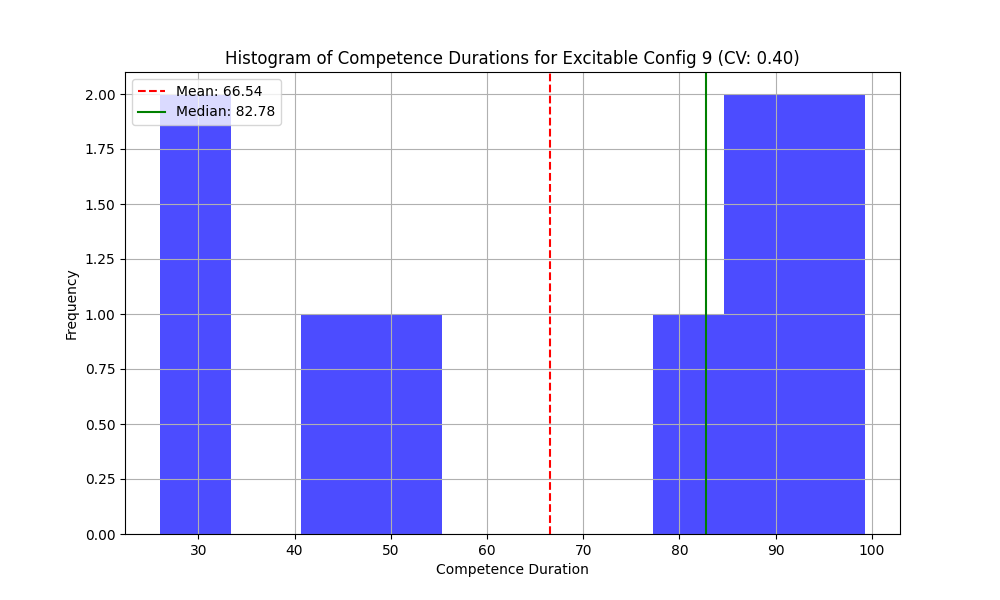 Histogram of Competence Durations for Excitable Config 9 (CV: 0.40)
Mean: 66.54
Median: 82.78
2.00
1.75
1.50
1.25
1.00
0.75
0.50
0.25
0.00
Frequency
30 40 50 60 70 80 90 100
Competence Duration